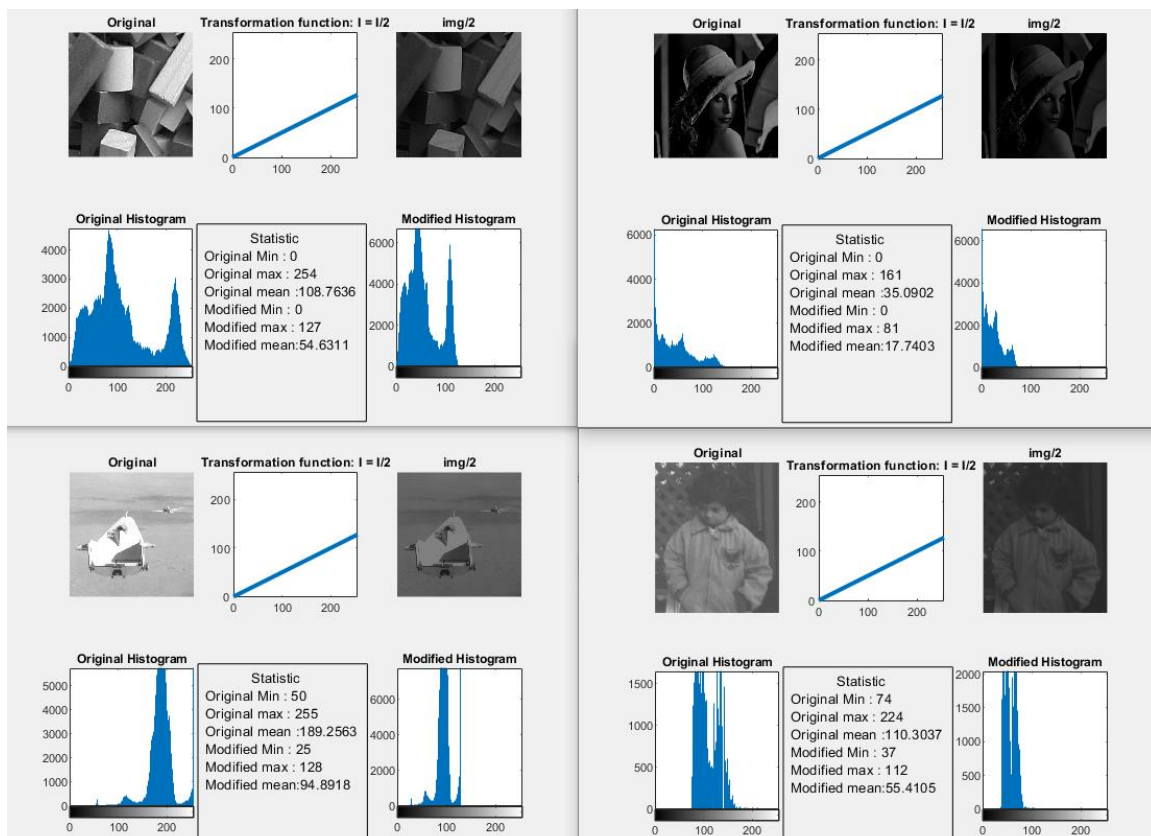 Original
Transformation function: I = I/2
img/2
200
100
0
0 100 200
Original Histogram
4000
3000
2000
1000
0
0 100 200
Statistic
Original Min : 0
Original max : 254
Original mean :108.7636
Modified Min : 0
Modified max : 127
Modified mean:54.6311
Modified Histogram
6000
4000
2000
0
0 100 200
Original
Transformation function: I = I/2
img/2
200
100
0
0 100 200
Original Histogram
6000
4000
2000
0
0 100 200
Statistic
Original Min : 0
Original max : 161
Original mean :35.0902
Modified Min : 0
Modified max : 81
Modified mean:17.7403
Modified Histogram
6000
4000
2000
0
0 100 200
Original
Transformation function: I = I/2
img/2
200
100
0
0 100 200
Original Histogram
5000
4000
3000
2000
1000
0
0 100 200
Statistic
Original Min : 50
Original max : 255
Original mean :189.2563
Modified Min : 25
Modified max : 128
Modified mean:94.8918
Modified Histogram
6000
4000
2000
0
0 100 200
Original
Transformation function: I = I/2
img/2
200
100
0
0 100 200
Original Histogram
1500
1000
500
0
0 100 200
Statistic
Original Min : 74
Original max : 224
Original mean :110.3037
Modified Min : 37
Modified max : 112
Modified mean:55.4105
Modified Histogram
2000
1500
1000
500
0
0 100 200